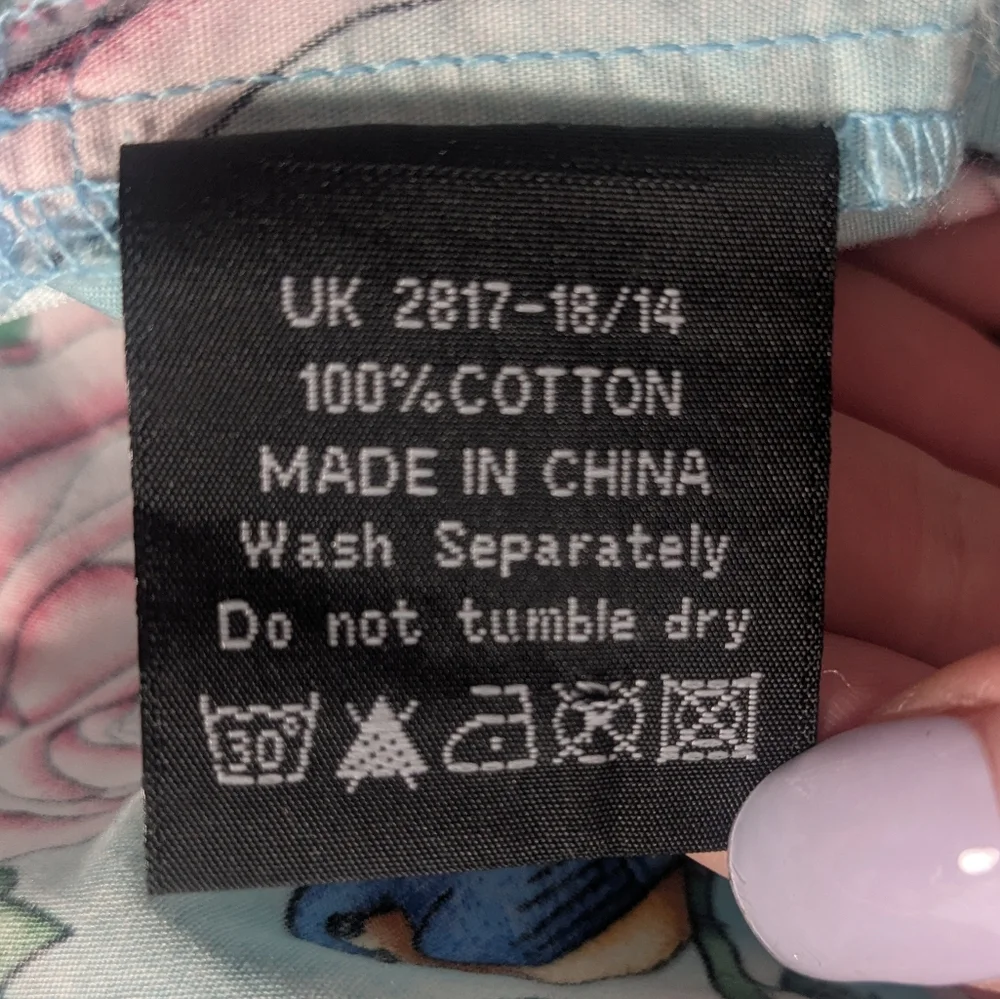 UK 2817-18/14
100%COTTON
MADE IN CHINA
Wash Separately
Do not tumble dry
30°